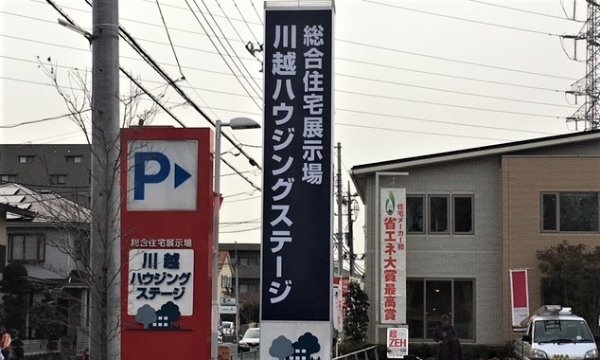 P
総合住宅展示場
川越
ハウジング
ステージ
総合住宅展示場
川越ハウジングステージ
住宅メーカー初
省エネ大賞最高賞
超
ZEH